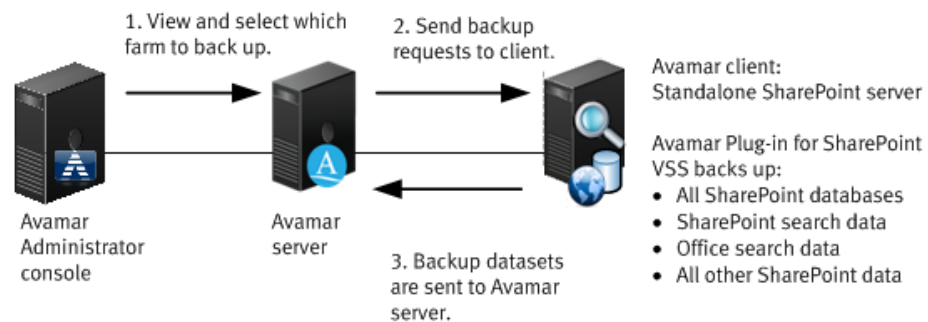 1. View and select which
farm to back up.
2. Send backup
requests to client.
Avamar client:
Standalone SharePoint server
Avamar Plug-in for SharePoint
VSS backs up:
• All SharePoint databases
• SharePoint search data
• Office search data
• All other SharePoint data
A
Avamar
Administrator
console
Avamar
server
3. Backup datasets
are sent to Avamar
server.